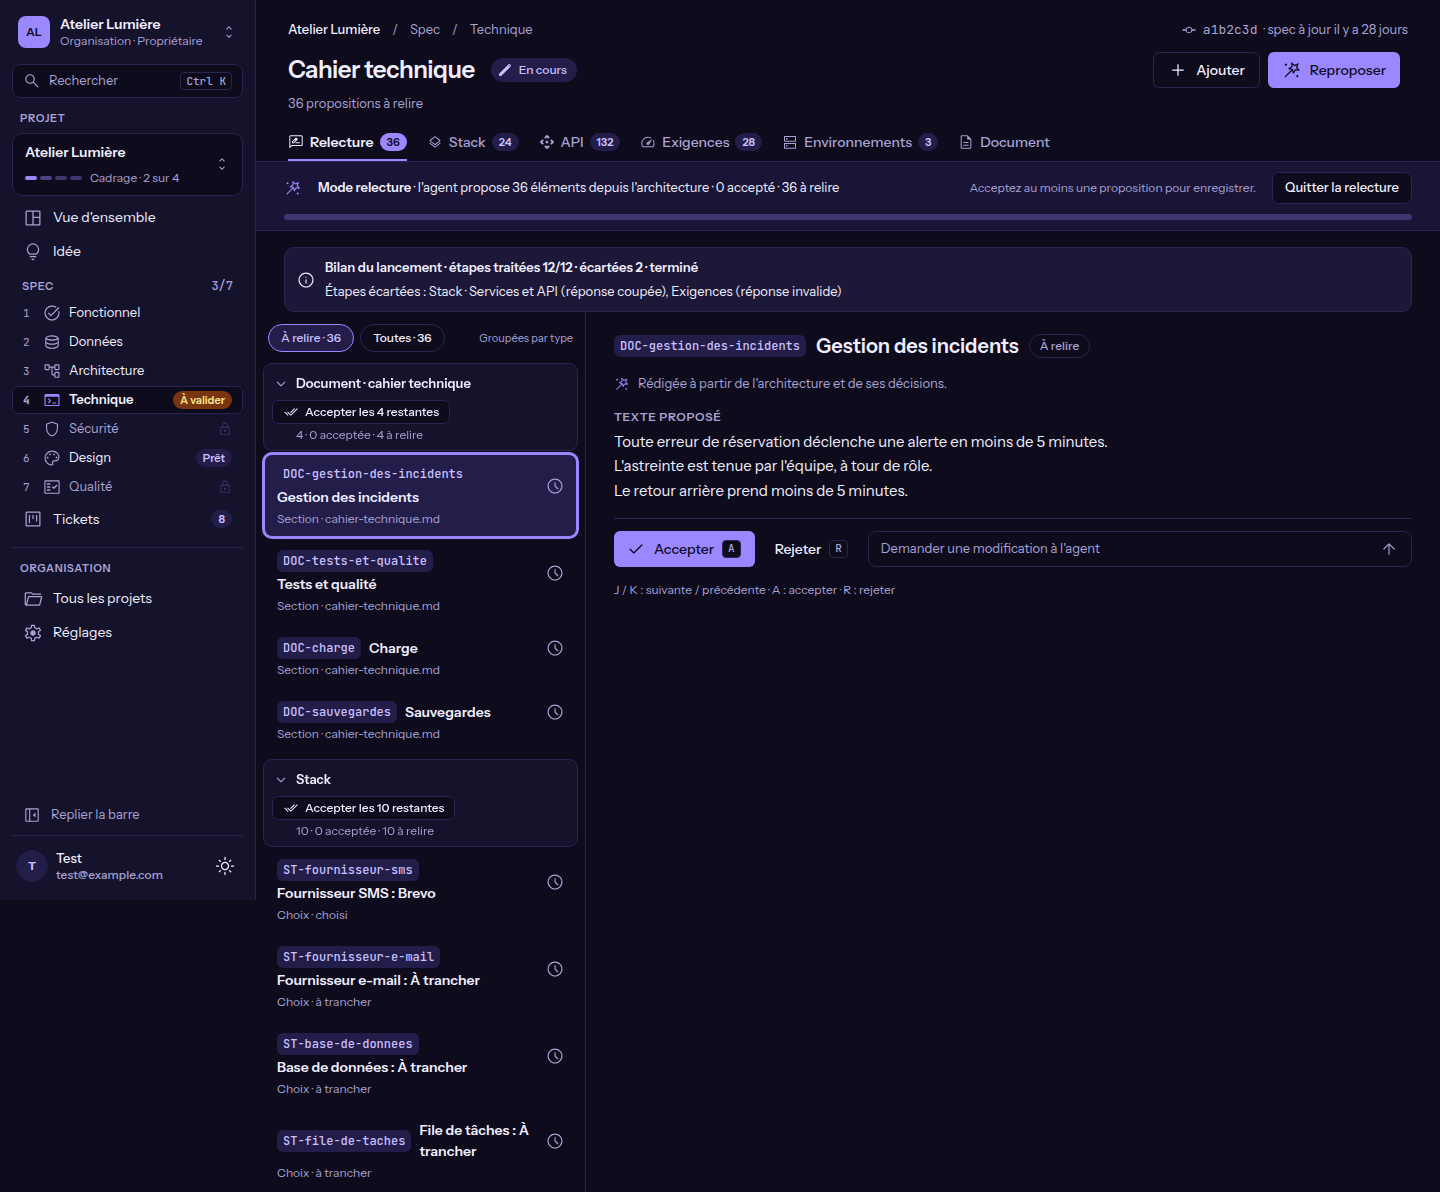 AL
Atelier Lumière
Organisation · Propriétaire
Rechercher
Ctrl K
PROJET
Atelier Lumière
Cadrage · 2 sur 4
Vue d'ensemble
Idée
SPEC 3/7
1 Fonctionnel
2 Données
3 Architecture
4 Technique À valider
5 Sécurité
6 Design Prêt
7 Qualité
Tickets 8
ORGANISATION
Tous les projets
Réglages
Replier la barre
T
Test
test@example.com
Atelier Lumière / Spec / Technique
a1b2c3d · spec à jour il y a 28 jours
Cahier technique En cours
Ajouter
Reproposer
36 propositions à relire
Relecture 36
Stack 24
API 132
Exigences 28
Environnements 3
Document
Mode relecture · l'agent propose 36 éléments depuis l'architecture · 0 accepté · 36 à relire
Acceptez au moins une proposition pour enregistrer.
Quitter la relecture
Bilan du lancement · étapes traitées 12/12 · écartées 2 · terminé
Étapes écartées : Stack · Services et API (réponse coupée), Exigences (réponse invalide)
À relire · 36
Toutes · 36
Groupées par type
Document · cahier technique
Accepter les 4 restantes
4 · 0 acceptée · 4 à relire
DOC-gestion-des-incidents
Gestion des incidents
Section · cahier-technique.md
DOC-tests-et-qualite
Tests et qualité
Section · cahier-technique.md
DOC-charge Charge
Section · cahier-technique.md
DOC-sauvegardes Sauvegardes
Section · cahier-technique.md
Stack
Accepter les 10 restantes
10 · 0 acceptée · 10 à relire
ST-fournisseur-sms
Fournisseur SMS : Brevo
Choix · choisi
ST-fournisseur-e-mail
Fournisseur e-mail : À trancher
Choix · à trancher
ST-base-de-donnees
Base de données : À trancher
Choix · à trancher
ST-file-de-taches
File de tâches : À
trancher
Choix · à trancher
DOC-gestion-des-incidents Gestion des incidents À relire
Rédigée à partir de l'architecture et de ses décisions.
TEXTE PROPOSÉ
Toute erreur de réservation déclenche une alerte en moins de 5 minutes.
L'astreinte est tenue par l'équipe, à tour de rôle.
Le retour arrière prend moins de 5 minutes.
Accepter A
Rejeter R
Demander une modification à l'agent
J / K : suivante / précédente · A : accepter · R : rejeter